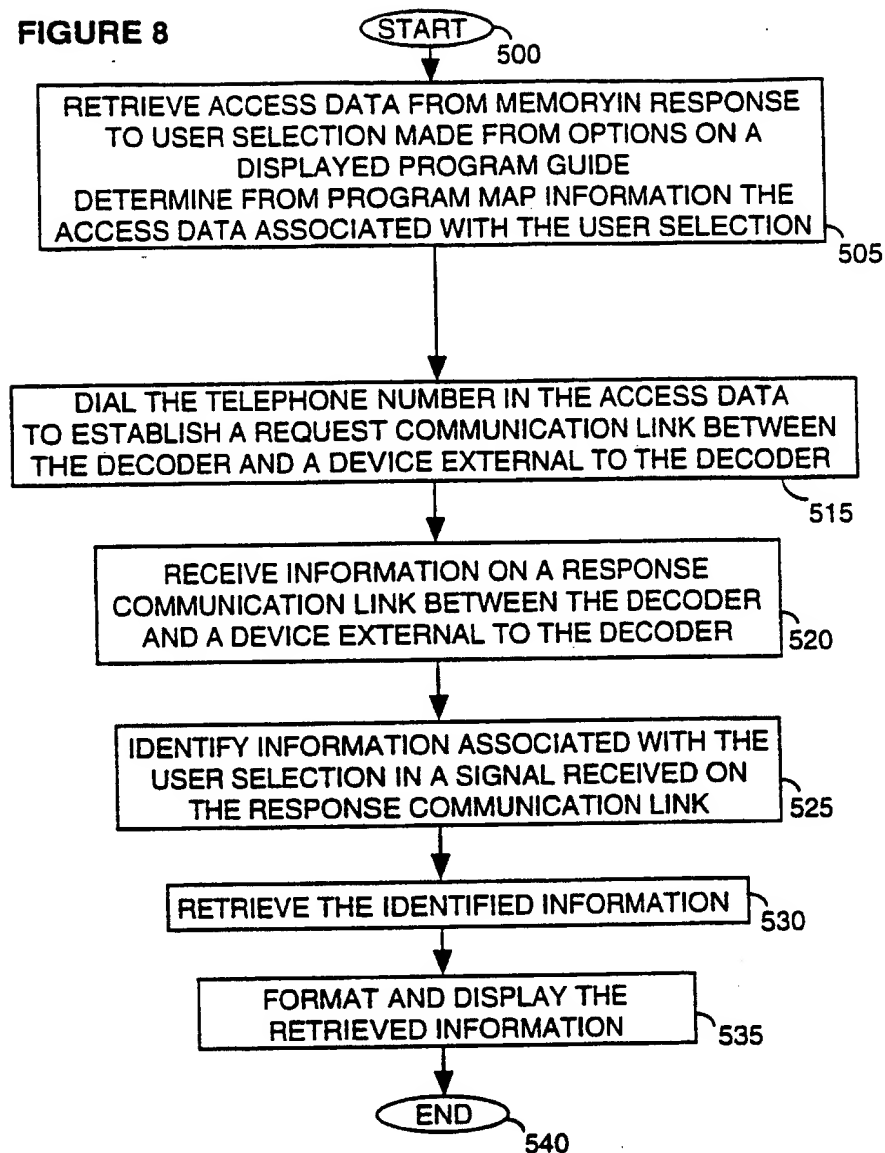 FIGURE 8
START
500
RETRIEVE ACCESS DATA FROM MEMORYIN RESPONSE
TO USER SELECTION MADE FROM OPTIONS ON A
DISPLAYED PROGRAM GUIDE
DETERMINE FROM PROGRAM MAP INFORMATION THE
ACCESS DATA ASSOCIATED WITH THE USER SELECTION
505
DIAL THE TELEPHONE NUMBER IN THE ACCESS DATA
TO ESTABLISH A REQUEST COMMUNICATION LINK BETWEEN
THE DECODER AND A DEVICE EXTERNAL TO THE DECODER
515
RECEIVE INFORMATION ON A RESPONSE
COMMUNICATION LINK BETWEEN THE DECODER
AND A DEVICE EXTERNAL TO THE DECODER
520
IDENTIFY INFORMATION ASSOCIATED WITH THE
USER SELECTION IN A SIGNAL RECEIVED ON
THE RESPONSE COMMUNICATION LINK
525
RETRIEVE THE IDENTIFIED INFORMATION
530
FORMAT AND DISPLAY THE
RETRIEVED INFORMATION
535
END
540